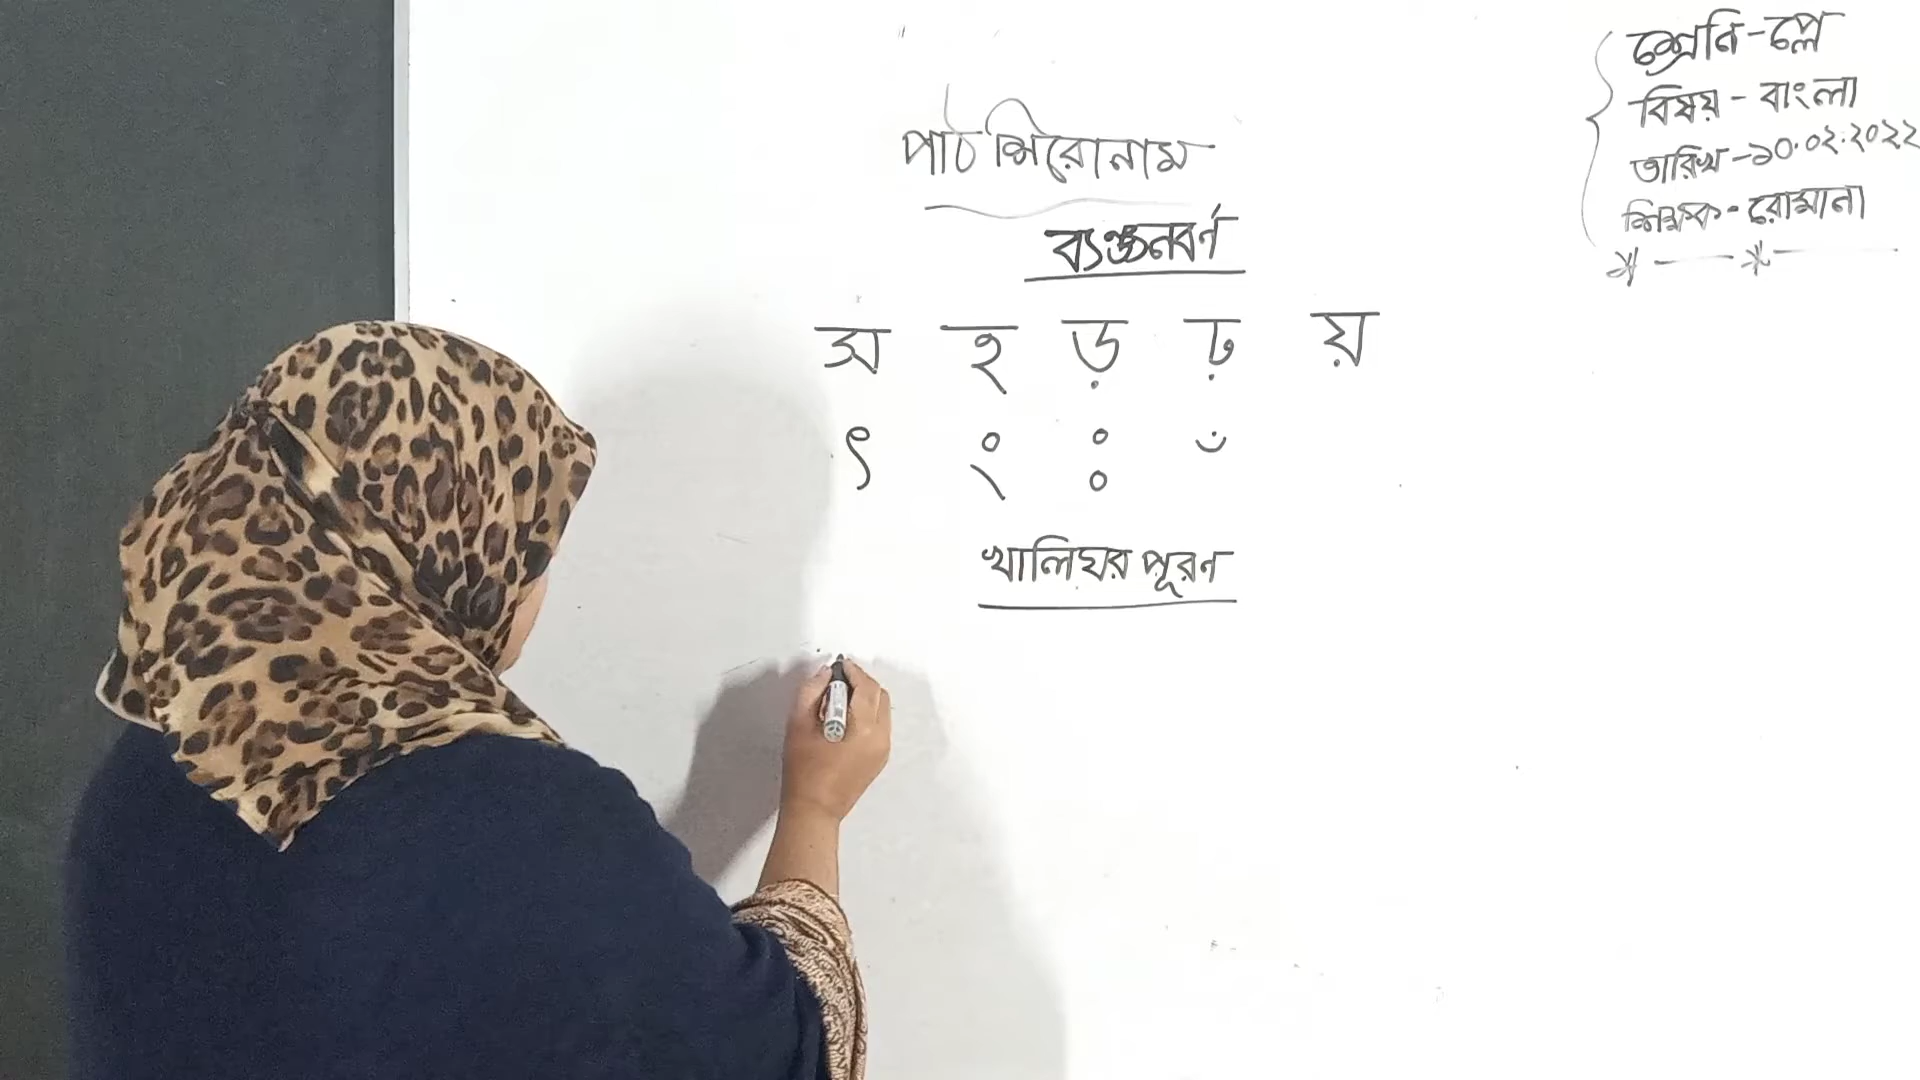 শ্রেনি - প্লে
বিষয় - বাংলা
তারিখ - ১০.০২.২০২২
শিক্ষক - রোমানা
পাঠ শিরোনাম
ব্যঞ্জনবর্ণ
স হ ড় ঢ় য়
ৎ ং ঃ ঁ
খালিঘর পূরণ